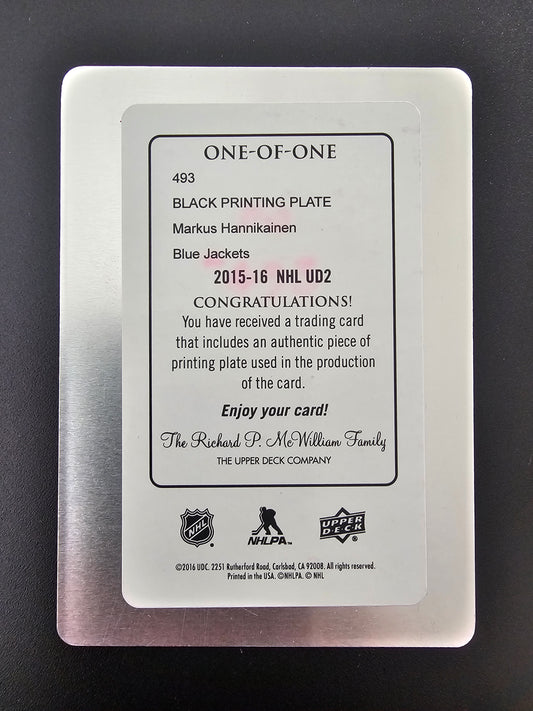 ONE-OF-ONE
493
BLACK PRINTING PLATE
Markus Hannikainen
Blue Jackets
2015-16 NHL UD2
CONGRATULATIONS!
You have received a trading card
that includes an authentic piece of
printing plate used in the production
of the card.
Enjoy your card!
The Richard P. McWilliam Family
THE UPPER DECK COMPANY
NHL
NHLPA™
UPPER
DECK®
©2016 UDC. 2251 Rutherford Road, Carlsbad, CA 92008. All rights reserved.
Printed in the USA. ©NHLPA. © NHL